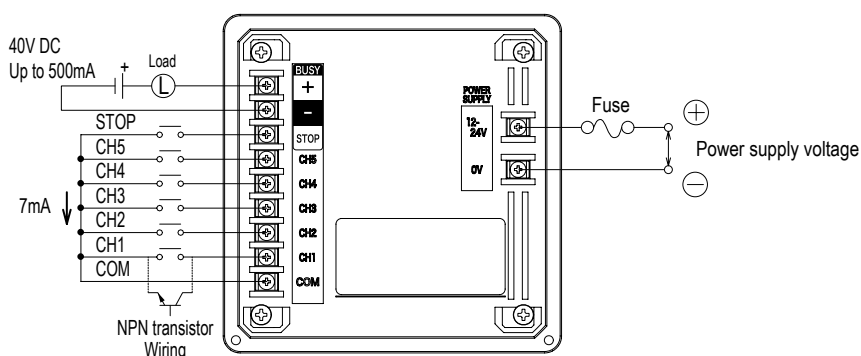 40V DC
Up to 500mA
+
Load
L
STOP
CH5
CH4
CH3
CH2
CH1
COM
7mA
NPN transistor
Wiring
BUSY
+
-
STOP
CH5
CH4
CH3
CH2
CH1
COM
POWER
SUPPLY
12-
24V
0V
Fuse
+
Power supply voltage
-